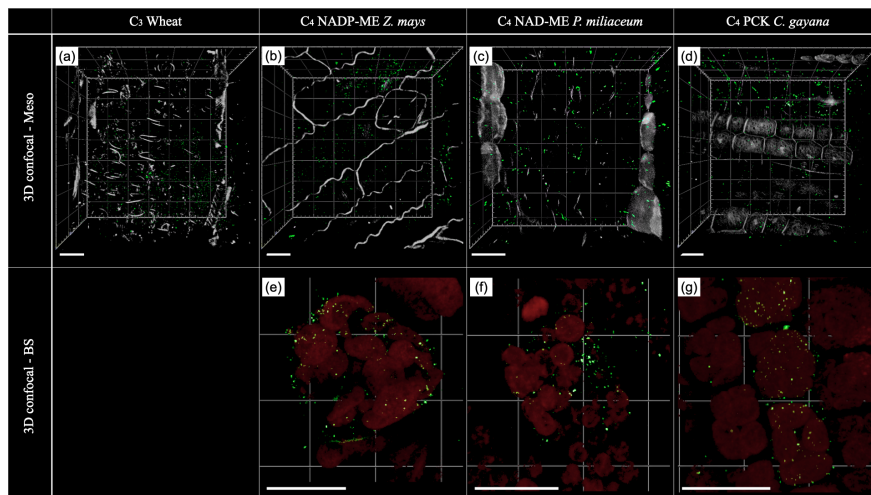 C₃ Wheat
C₄ NADP-ME Z. mays
C₄ NAD-ME P. miliaceum
C₄ PCK C. gayana
3D confocal - Meso
(a)
(b)
(c)
(d)
3D confocal - BS
(e)
(f)
(g)